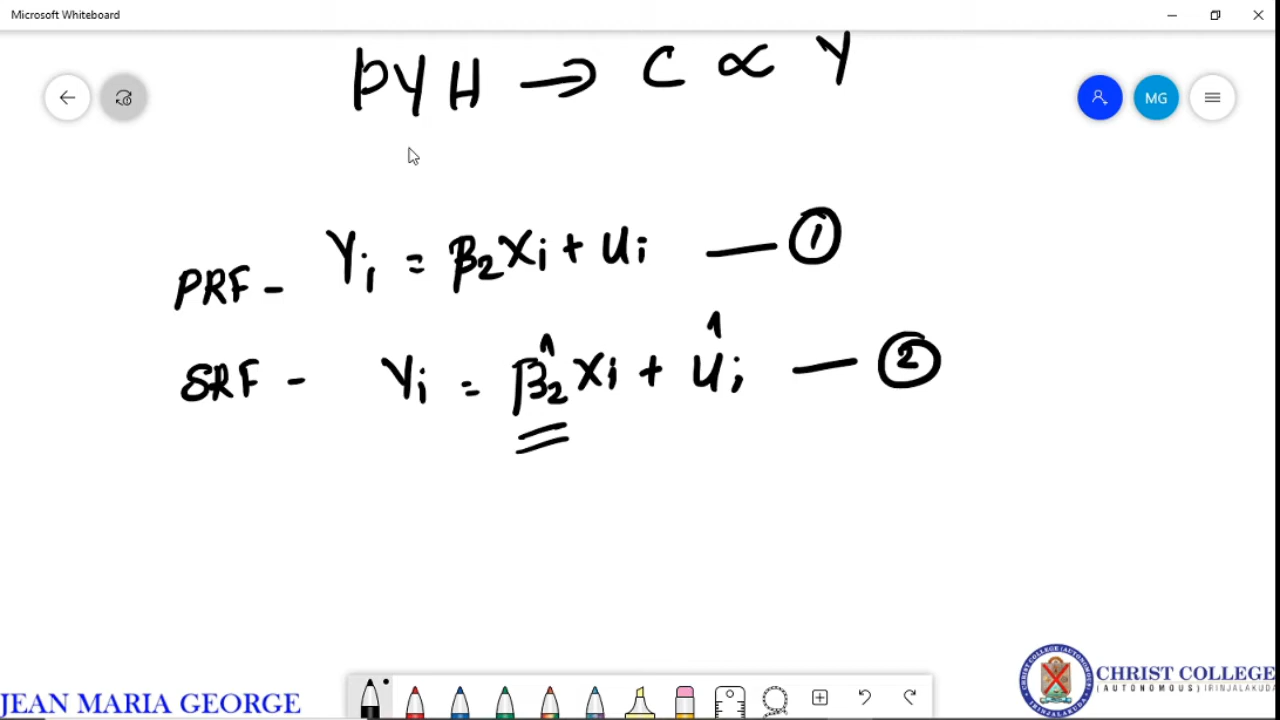 Microsoft Whiteboard
PYH → C ∝ Y
MG
PRF - Yi = β2Xi + Ui — ①
SRF - Yi = β̂2Xi + Ûi — ②
JEAN MARIA GEORGE
CHRIST COLLEGE
(AUTONOMOUS) IRINJALAKUDA